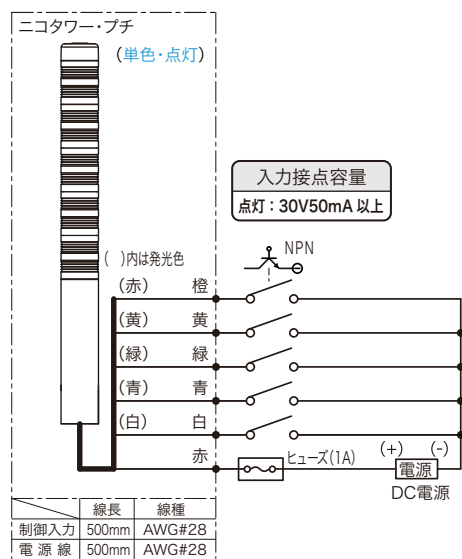 ニコタワー・プチ
(単色・点灯)
入力接点容量
点灯：30V50mA 以上
( )内は発光色
NPN
(赤) 橙
(黄) 黄
(緑) 緑
(青) 青
(白) 白
赤 ヒューズ(1A) (+) (-)
電源
DC電源
線長 線種
制御入力 500mm AWG#28
電源線 500mm AWG#28